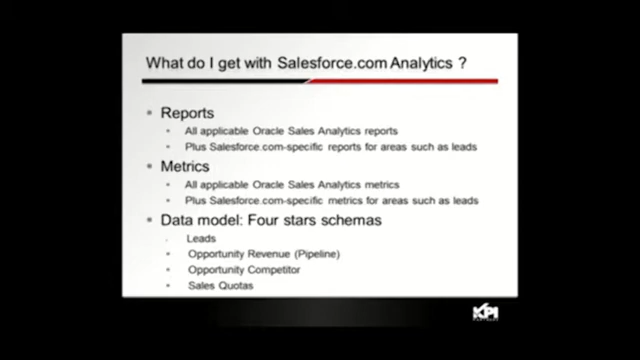 What do I get with Salesforce.com Analytics ?
Reports
All applicable Oracle Sales Analytics reports
Plus Salesforce.com-specific reports for areas such as leads
Metrics
All applicable Oracle Sales Analytics metrics
Plus Salesforce.com-specific metrics for areas such as leads
Data model: Four stars schemas
Leads
Opportunity Revenue (Pipeline)
Opportunity Competitor
Sales Quotas
KPI